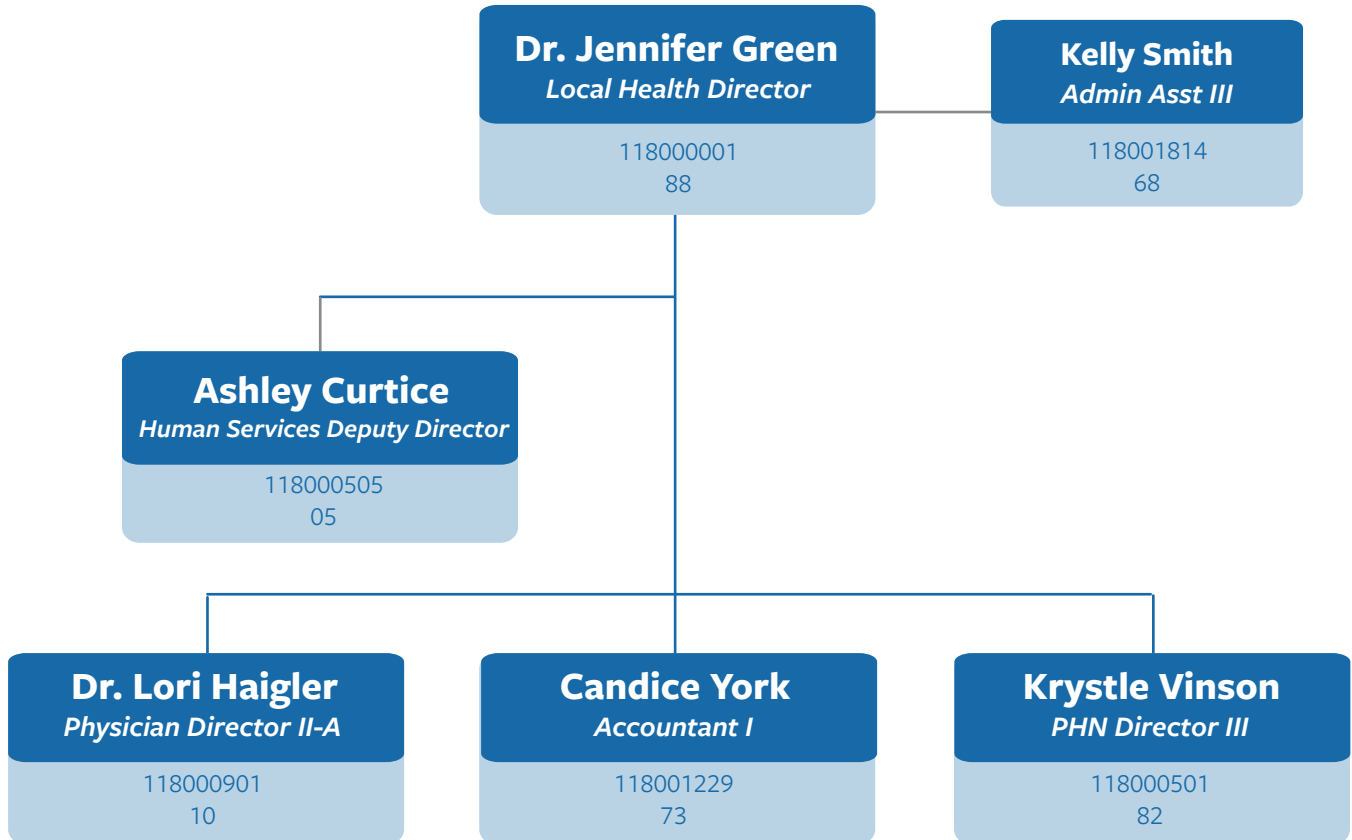 Dr. Jennifer Green
Local Health Director
118000001
88
Kelly Smith
Admin Asst III
118001814
68
Ashley Curtice
Human Services Deputy Director
118000505
05
Dr. Lori Haigler
Physician Director II-A
118000901
10
Candice York
Accountant I
118001229
73
Krystle Vinson
PHN Director III
118000501
82